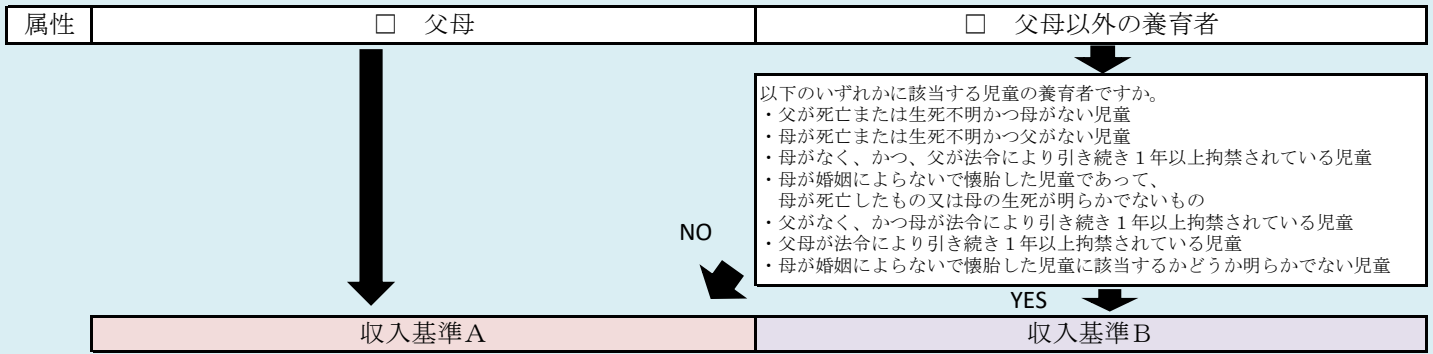 属性
□ 父母
□ 父母以外の養育者
以下のいずれかに該当する児童の養育者ですか。
・父が死亡または生死不明かつ母がない児童
・母が死亡または生死不明かつ父がない児童
・母がなく、かつ、父が法令により引き続き１年以上拘禁されている児童
・母が婚姻によらないで懐胎した児童であって、
母が死亡したもの又は母の生死が明らかでないもの
・父がなく、かつ母が法令により引き続き１年以上拘禁されている児童
・父母が法令により引き続き１年以上拘禁されている児童
・母が婚姻によらないで懐胎した児童に該当するかどうか明らかでない児童
NO
YES
収入基準Ａ
収入基準Ｂ